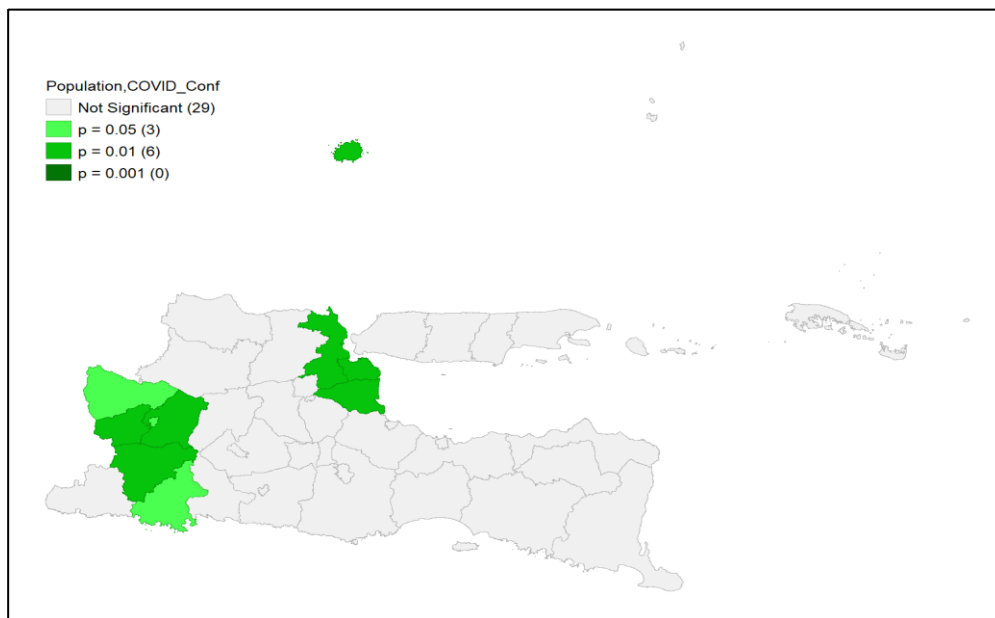 Population,COVID_Conf
Not Significant (29)
p = 0.05 (3)
p = 0.01 (6)
p = 0.001 (0)